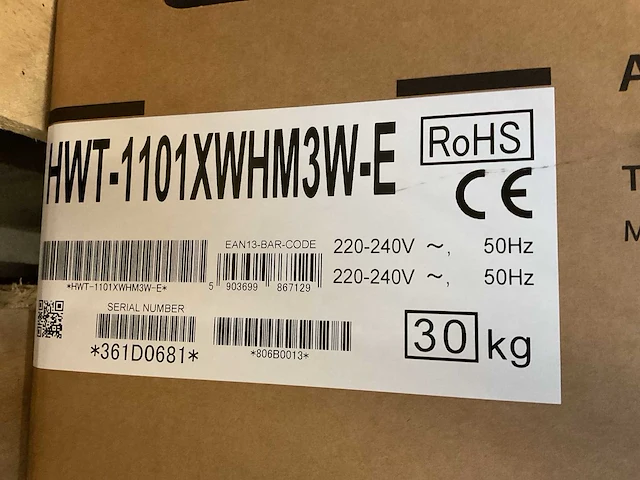 HWT-1101XWHM3W-E
RoHS
CE
EAN13-BAR-CODE
220-240V ~, 50Hz
*HWT-1101XWHM3W-E*
5 903699 867129
220-240V ~, 50Hz
SERIAL NUMBER
*361D0681*
*806B0013*
30 kg